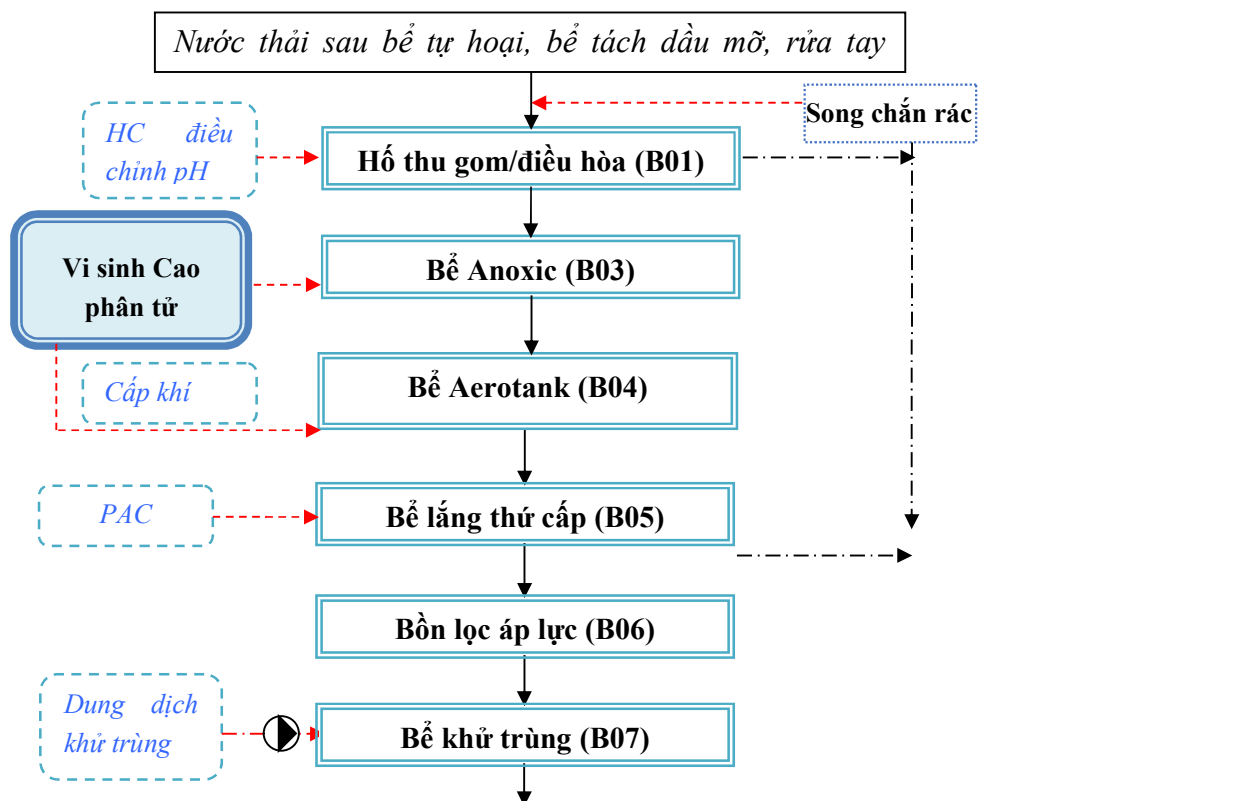 Nước thải sau bể tự hoại, bể tách dầu mỡ, rửa tay
Song chắn rác
HC điều
chỉnh pH
Hố thu gom/điều hòa (B01)
Vi sinh Cao
phân tử
Bể Anoxic (B03)
Cấp khí
Bể Aerotank (B04)
PAC
Bể lắng thứ cấp (B05)
Bồn lọc áp lực (B06)
Dung dịch
khử trùng
Bể khử trùng (B07)